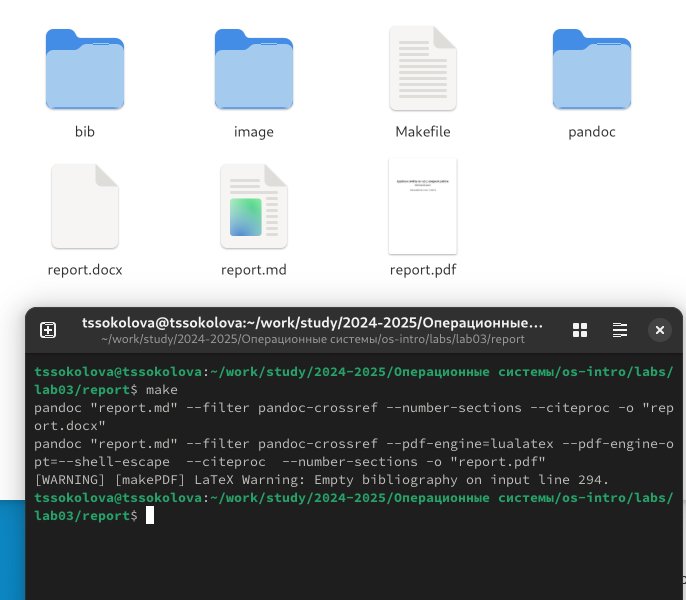 bib
image
Makefile
pandoc
report.docx
report.md
report.pdf
tssokolova@tssokolova:~/work/study/2024-2025/Операционные...
~/work/study/2024-2025/Операционные системы/os-intro/labs/lab03/report
tssokolova@tssokolova:~/work/study/2024-2025/Операционные системы/os-intro/labs/
lab03/report$ make
pandoc "report.md" --filter pandoc-crossref --number-sections --citeproc -o "rep
ort.docx"
pandoc "report.md" --filter pandoc-crossref --pdf-engine=lualatex --pdf-engine-o
pt=--shell-escape  --citeproc  --number-sections -o "report.pdf"
[WARNING] [makePDF] LaTeX Warning: Empty bibliography on input line 294.
tssokolova@tssokolova:~/work/study/2024-2025/Операционные системы/os-intro/labs/
lab03/report$